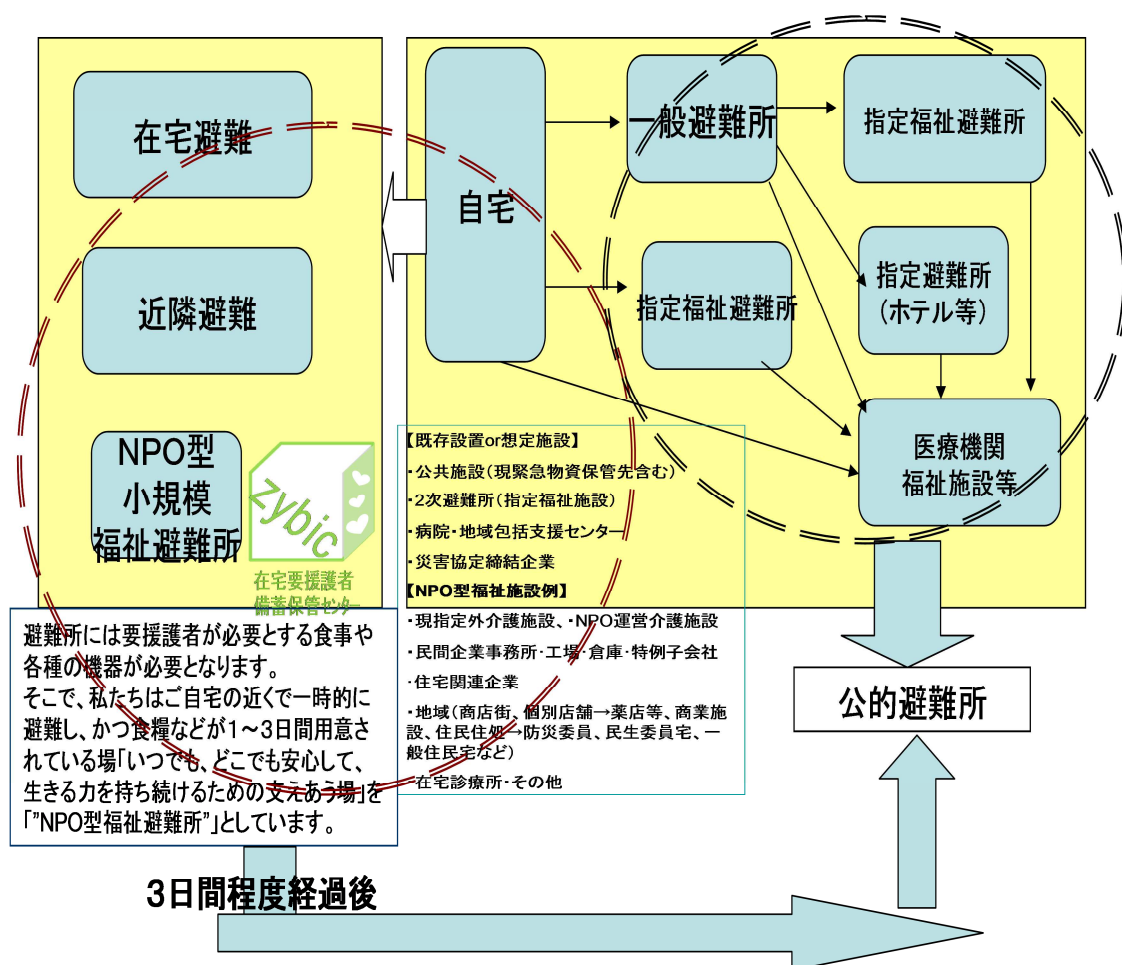 在宅避難
近隣避難
NPO型
小規模
福祉避難所
zybic
在宅要援護者
備蓄保管センター
自宅
一般避難所
指定福祉避難所
指定福祉避難所
指定避難所
(ホテル等)
医療機関
福祉施設等
【既存設置or想定施設】
・公共施設(現緊急物資保管先含む)
・2次避難所(指定福祉施設)
・病院・地域包括支援センター
・災害協定締結企業
【NPO型福祉施設例】
・現指定外介護施設、・NPO運営介護施設
・民間企業事務所・工場・倉庫・特例子会社
・住宅関連企業
・地域(商店街、個別店舗→薬店等、商業施
設、住民住処→防災委員、民生委員宅、一
般住民宅など)
・在宅診療所・その他
避難所には要援護者が必要とする食事や
各種の機器が必要となります。
そこで、私たちはご自宅の近くで一時的に
避難し、かつ食糧などが1～3日間用意さ
れている場「いつでも、どこでも安心して、
生きる力を持ち続けるための支えあう場」を
「”NPO型福祉避難所”」としています。
公的避難所
3日間程度経過後